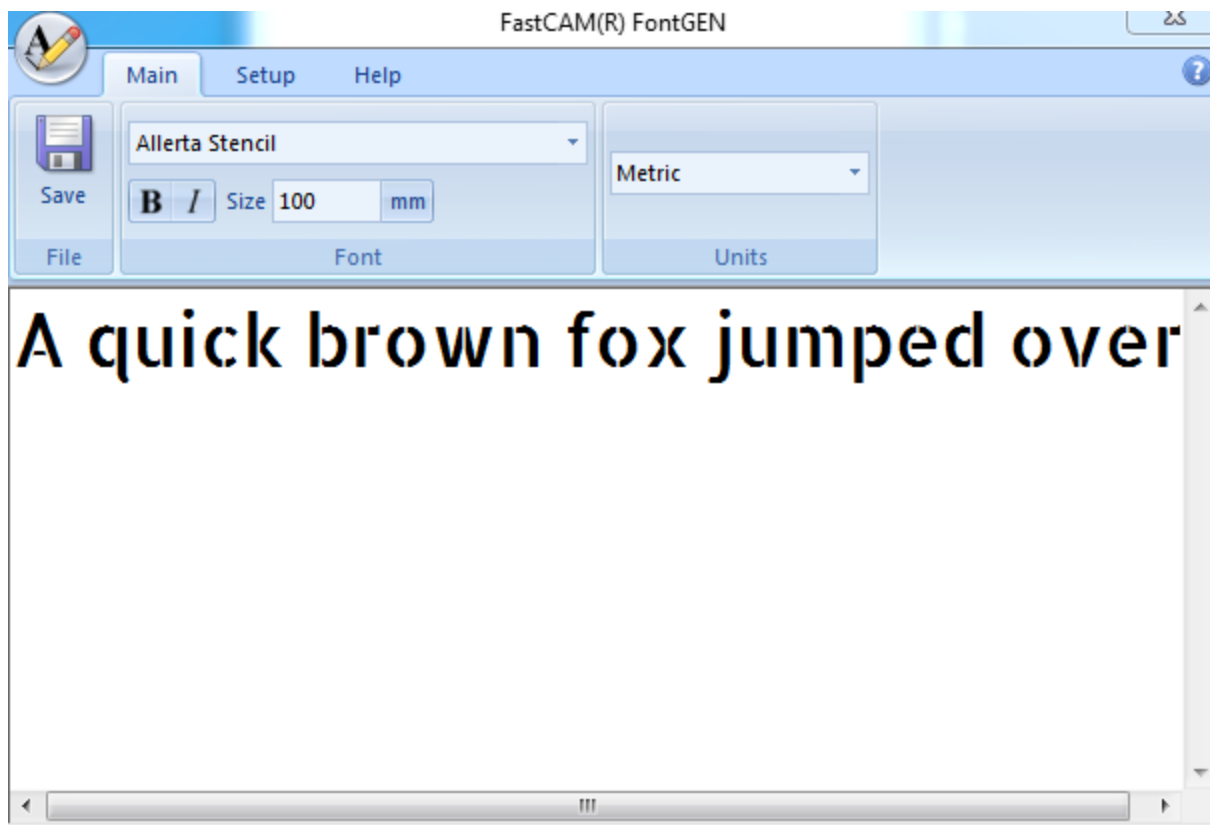 FastCAM(R) FontGEN
Main Setup Help
Allerta Stencil
Metric
Save
B I Size 100 mm
File Font Units
A quick brown fox jumped over